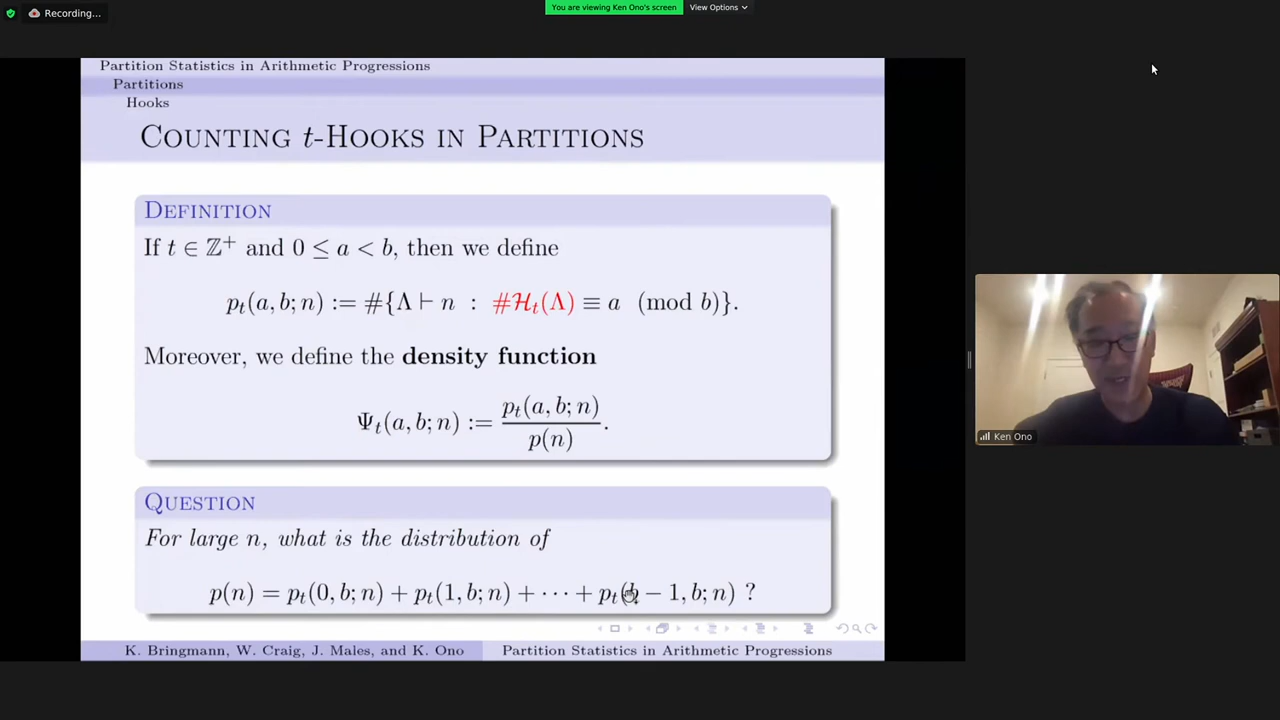 Recording...
You are viewing Ken Ono's screen
View Options
Partition Statistics in Arithmetic Progressions
Partitions
Hooks
COUNTING t-HOOKS IN PARTITIONS
DEFINITION
If t ∈ ℤ⁺ and 0 ≤ a < b, then we define
pₜ(a, b; n) := #{Λ ⊢ n : #ℋₜ(Λ) ≡ a (mod b)}.
Moreover, we define the density function
Ψₜ(a, b; n) := pₜ(a, b; n) / p(n).
QUESTION
For large n, what is the distribution of
p(n) = pₜ(0, b; n) + pₜ(1, b; n) + ⋯ + pₜ(b − 1, b; n) ?
K. Bringmann, W. Craig, J. Males, and K. Ono
Partition Statistics in Arithmetic Progressions
Ken Ono